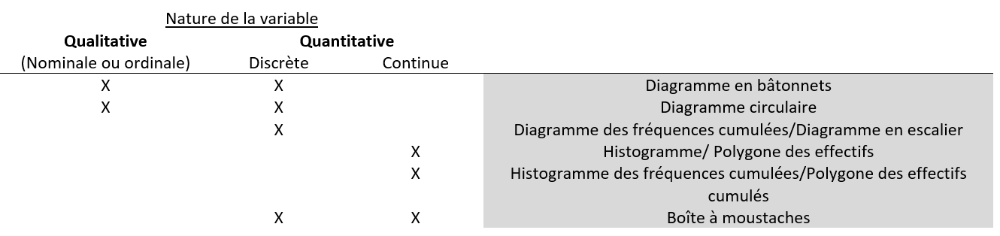 Nature de la variable
Qualitative Quantitative
(Nominale ou ordinale) Discrète Continue
X X Diagramme en bâtonnets
X X Diagramme circulaire
X Diagramme des fréquences cumulées/Diagramme en escalier
X Histogramme/ Polygone des effectifs
X Histogramme des fréquences cumulées/Polygone des effectifs
cumulés
X X Boîte à moustaches